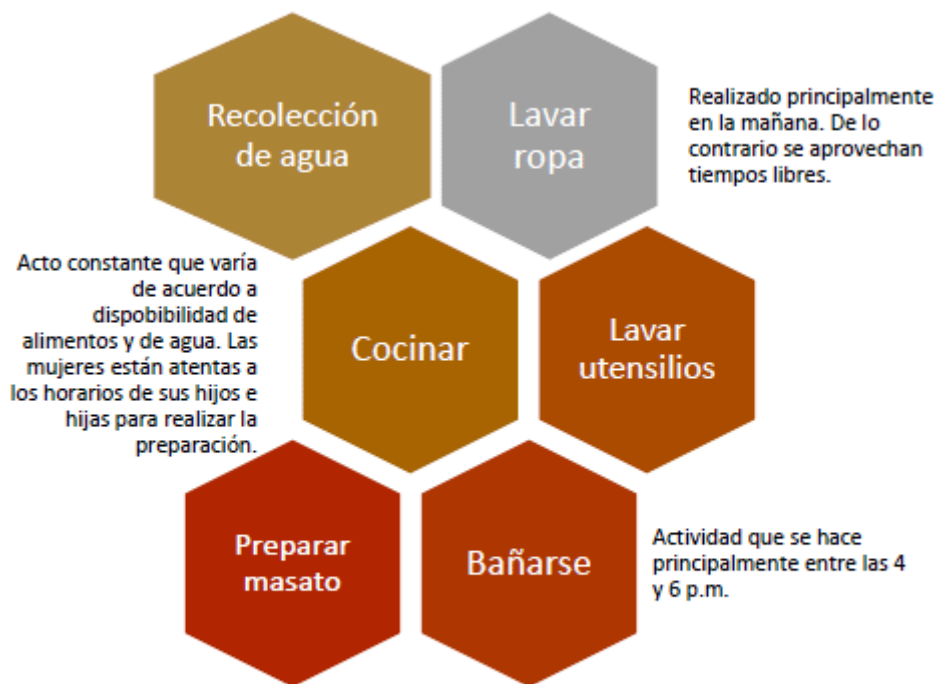 Recolección
de agua
Lavar
ropa
Realizado principalmente
en la mañana. De lo
contrario se aprovechan
tiempos libres.
Acto constante que varía
de acuerdo a
dispobibilidad de
alimentos y de agua. Las
mujeres están atentas a
los horarios de sus hijos e
hijas para realizar la
preparación.
Cocinar
Lavar
utensilios
Preparar
masato
Bañarse
Actividad que se hace
principalmente entre las 4
y 6 p.m.